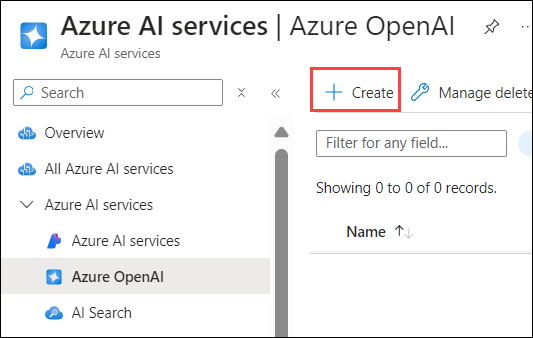 Azure AI services | Azure OpenAI
Azure AI services
Search
Create
Manage delete
Overview
All Azure AI services
Azure AI services
Azure AI services
Azure OpenAI
AI Search
Filter for any field...
Showing 0 to 0 of 0 records.
Name